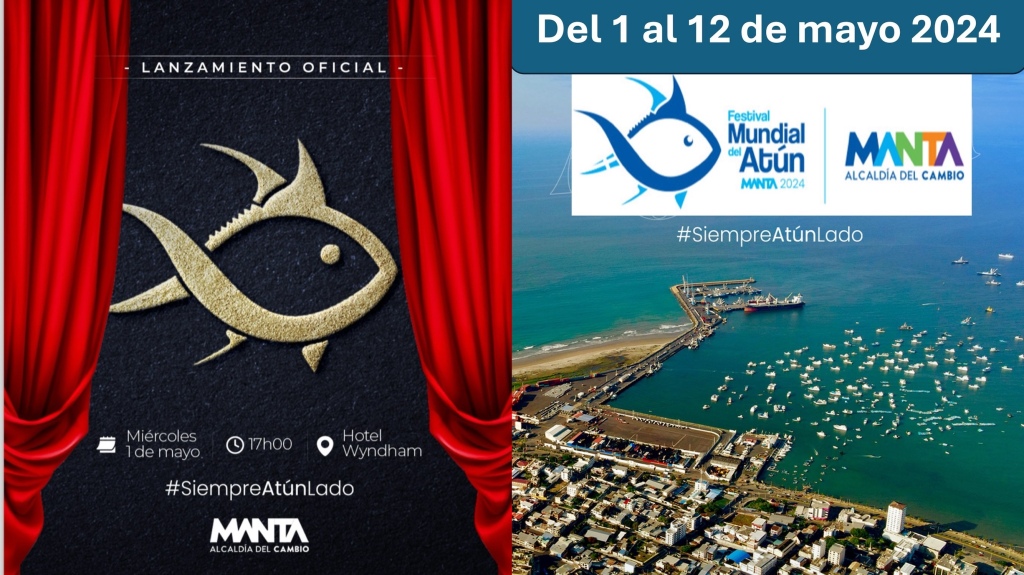 - LANZAMIENTO OFICIAL -
Miércoles
1 de mayo
17h00
Hotel
Wyndham
#SiempreAtúnLado
MANTA
ALCALDÍA DEL CAMBIO
Del 1 al 12 de mayo 2024
Festival
Mundial
del Atún
MANTA 2024
MANTA
ALCALDÍA DEL CAMBIO
#SiempreAtúnLado